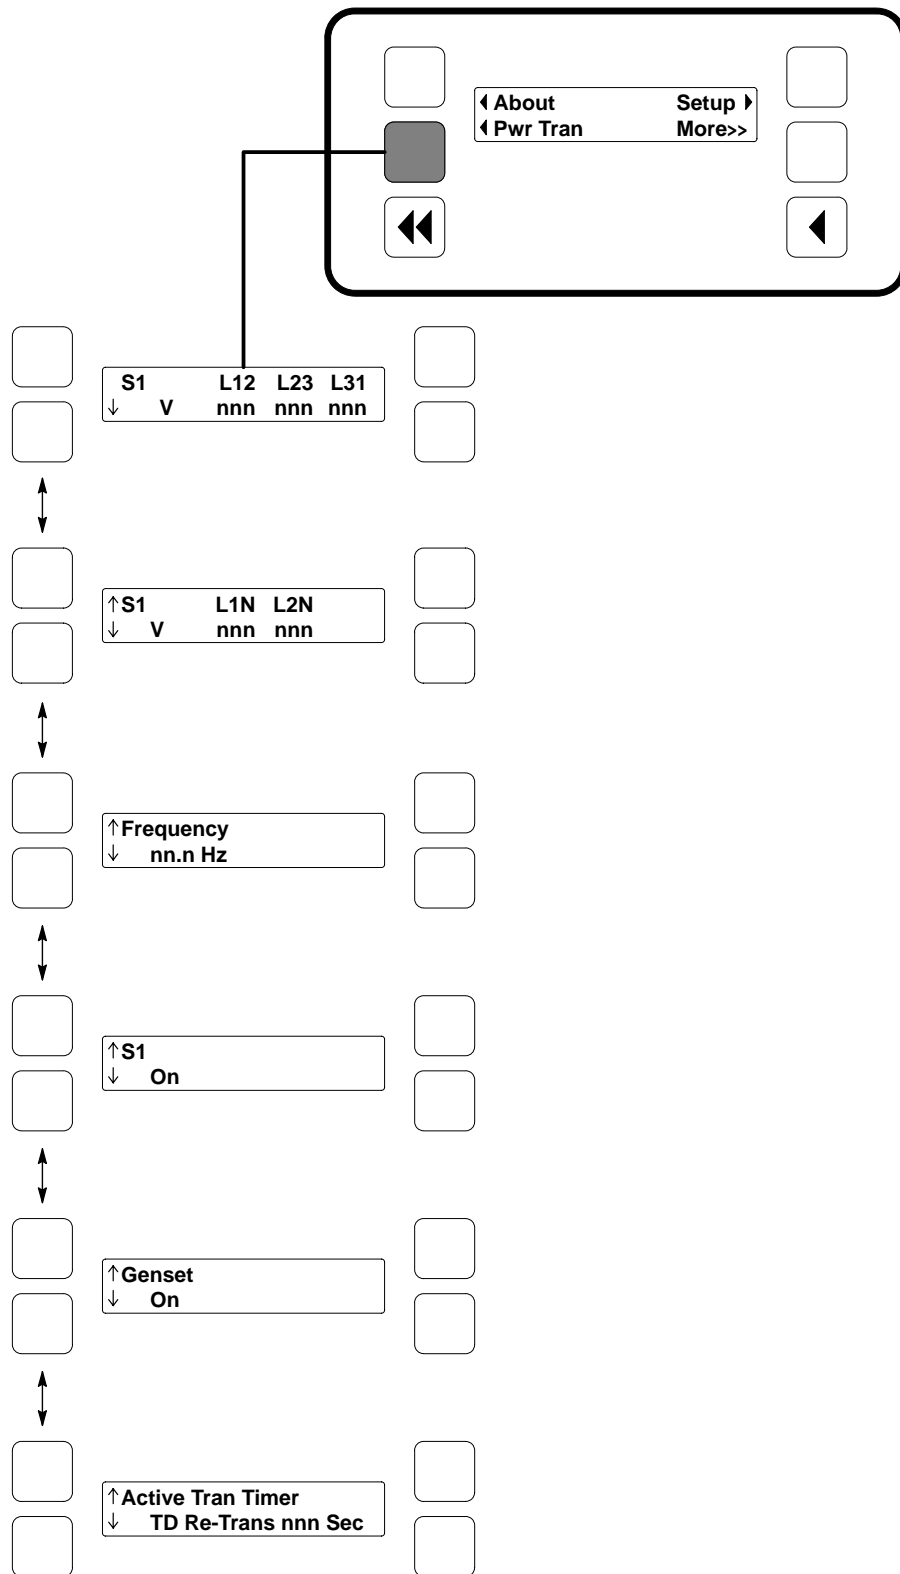 ◀ About Setup ▶
◀ Pwr Tran More>>
S1 L12 L23 L31
↓ V nnn nnn nnn
↑ S1 L1N L2N
↓ V nnn nnn
↑ Frequency
↓ nn.n Hz
↑ S1
↓ On
↑ Genset
↓ On
↑ Active Tran Timer
↓ TD Re-Trans nnn Sec